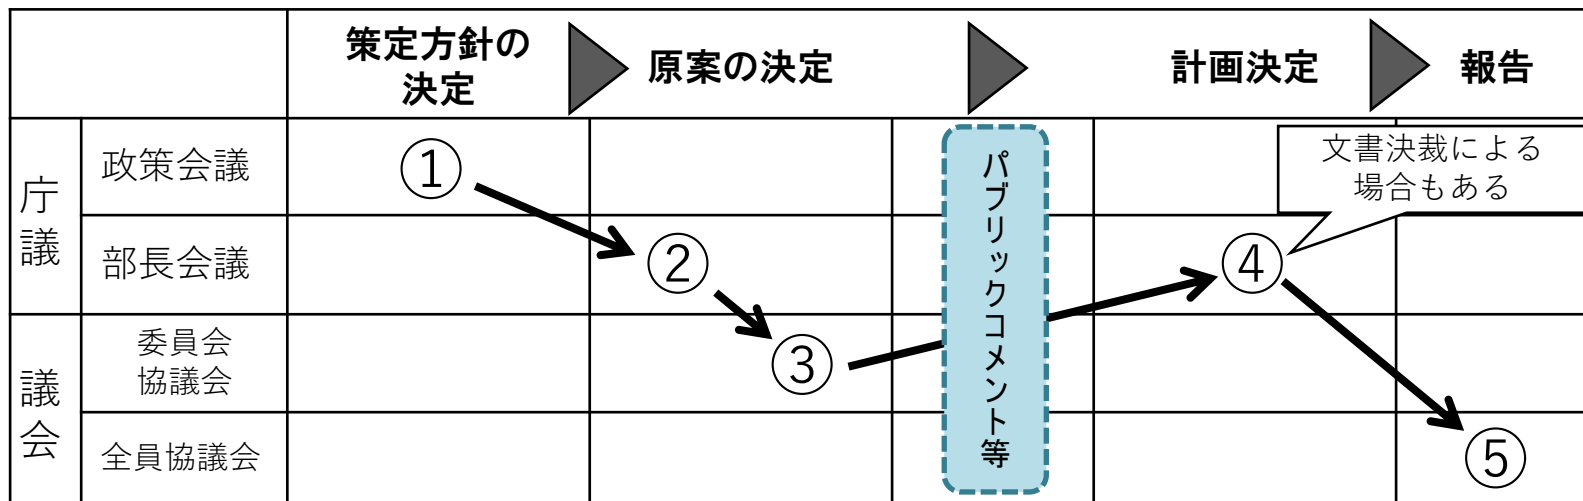 策定方針の
決定
原案の決定
計画決定
報告
庁議
政策会議
①
パブリックコメント等
文書決裁による
場合もある
部長会議
②
④
議会
委員会
協議会
③
全員協議会
⑤